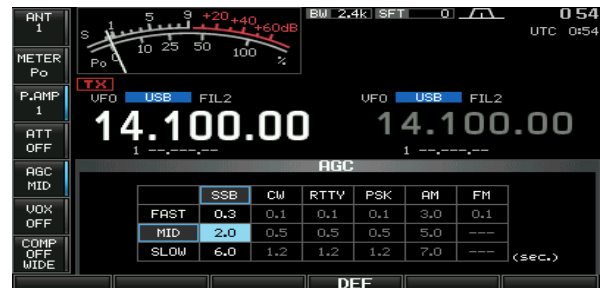 ANT
1
METER
Po
P.AMP
1
ATT
OFF
AGC
MID
VOX
OFF
COMP
OFF
WIDE
S 1 5 9 +20 +40 +60dB
Po 0 10 25 50 100 %
BW 2.4k SFT 0
0 54
UTC 0:54
TX
VFO USB FIL2
14.100.00
1 --.---.--
VFO USB FIL2
14.100.00
1 --.---.--
AGC
SSB CW RTTY PSK AM FM
FAST 0.3 0.1 0.1 0.1 3.0 0.1
MID 2.0 0.5 0.5 0.5 5.0 ---
SLOW 6.0 1.2 1.2 1.2 7.0 --- (sec.)
DEF